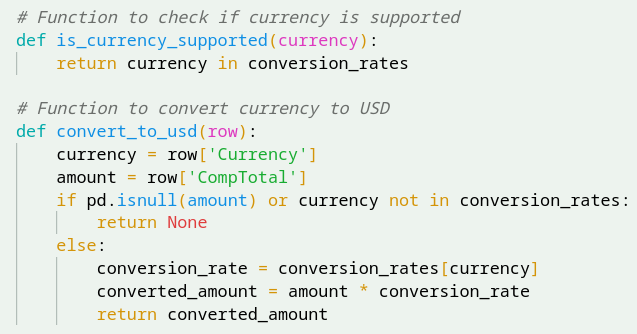 # Function to check if currency is supported
def is_currency_supported(currency):
    return currency in conversion_rates

# Function to convert currency to USD
def convert_to_usd(row):
    currency = row['Currency']
    amount = row['CompTotal']
    if pd.isnull(amount) or currency not in conversion_rates:
        return None
    else:
        conversion_rate = conversion_rates[currency]
        converted_amount = amount * conversion_rate
        return converted_amount